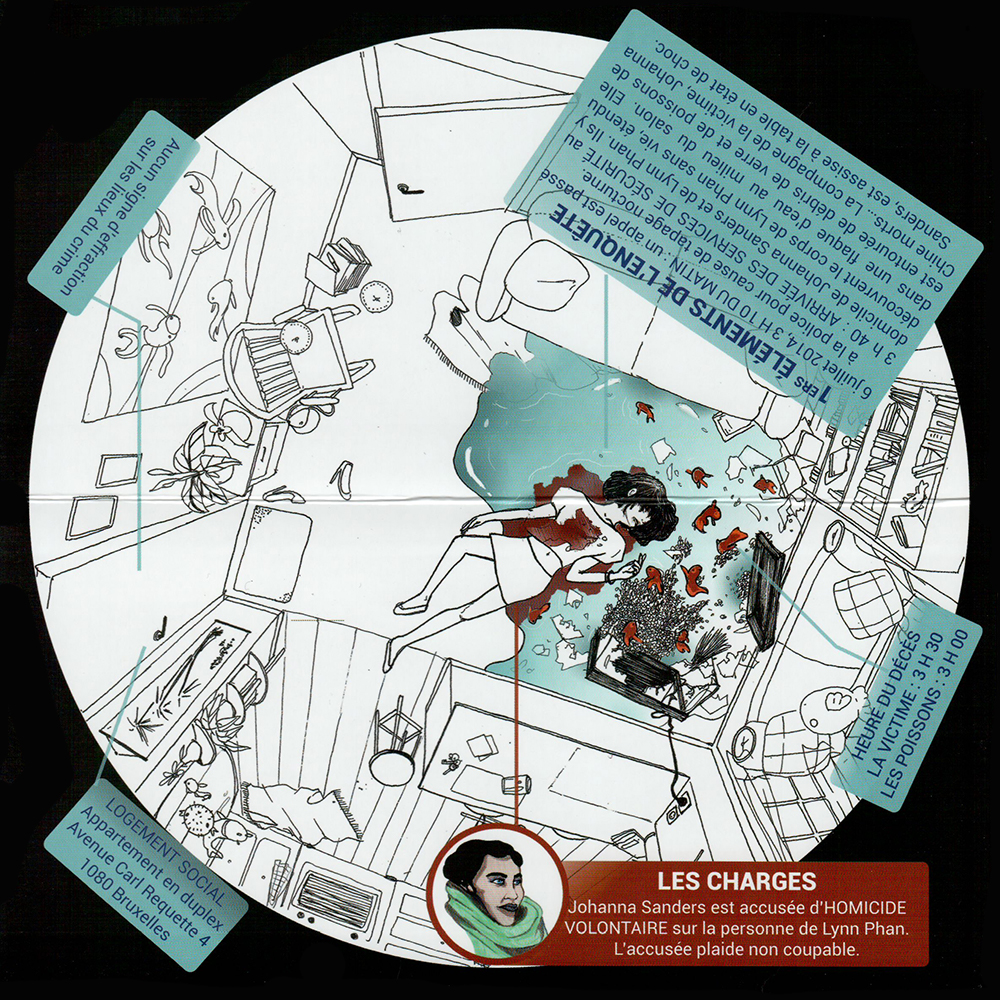 1ERS ÉLÉMENTS DE L'ENQUÊTE
6 juillet 2014 3 H 10 DU MATIN : un appel est passé
à la police pour cause de tapage nocturne.
3 h 40 : ARRIVÉE DES SERVICES DE SÉCURITÉ au
domicile de Johanna Sanders et de Lynn Phan. Ils y
découvrent le corps de Lynn Phan sans vie, étendu
dans une flaque d'eau au milieu du salon. Elle
est entourée de débris de verre et de poissons de
Chine morts... La compagne de la victime, Johanna
Sanders, est assise à la table en état de choc.
Aucun signe d'effraction
sur les lieux du crime
HEURE DU DÉCÈS
LA VICTIME : 3 H 30
LES POISSONS : 3 H 00
LOGEMENT SOCIAL
Appartement en duplex
Avenue Carl Requette 4
1080 Bruxelles
LES CHARGES
Johanna Sanders est accusée d'HOMICIDE
VOLONTAIRE sur la personne de Lynn Phan.
L'accusée plaide non coupable.